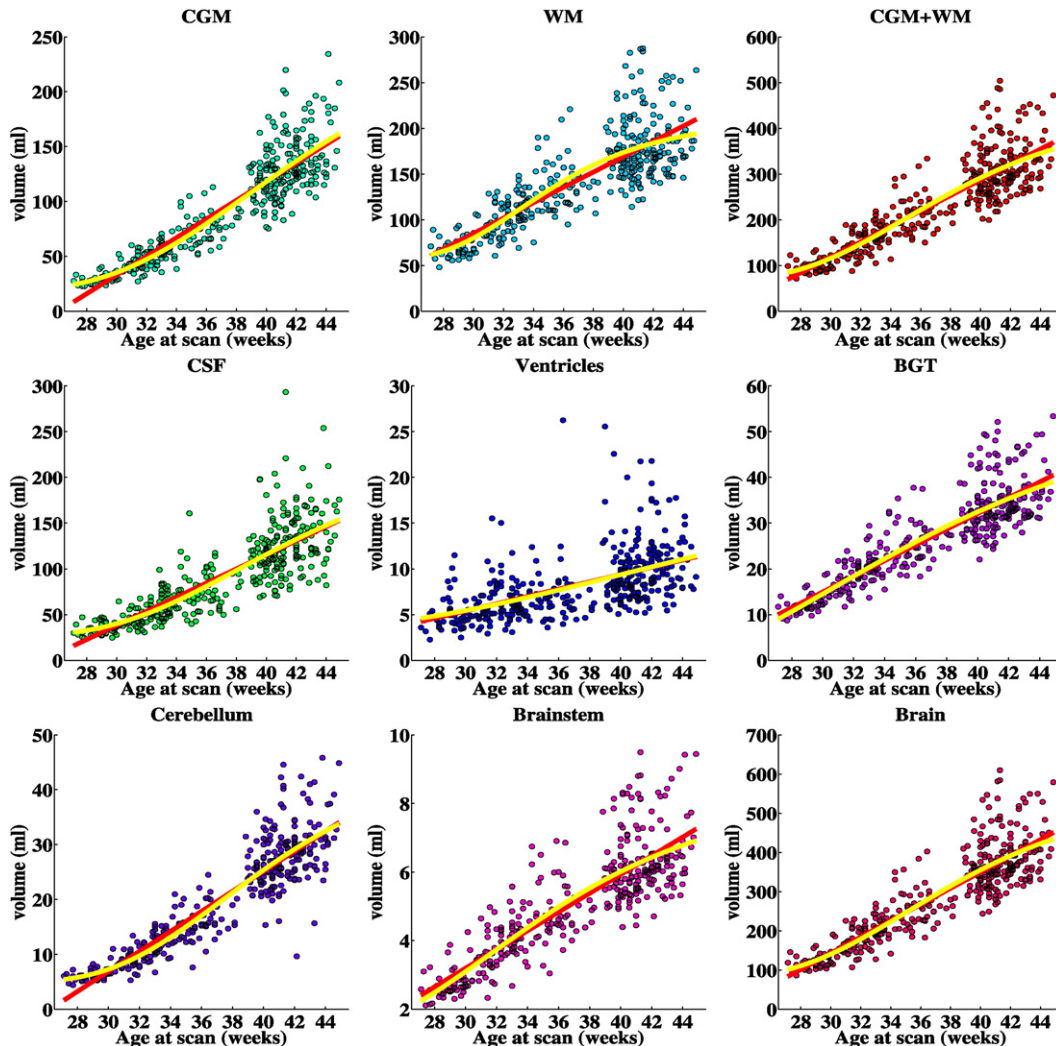 CGM
WM
CGM+WM
250
200
150
100
50
0
volume (ml)
28 30 32 34 36 38 40 42 44
Age at scan (weeks)
300
250
200
150
100
50
0
volume (ml)
28 30 32 34 36 38 40 42 44
Age at scan (weeks)
600
500
400
300
200
100
0
volume (ml)
28 30 32 34 36 38 40 42 44
Age at scan (weeks)
CSF
Ventricles
BGT
300
250
200
150
100
50
0
volume (ml)
28 30 32 34 36 38 40 42 44
Age at scan (weeks)
30
25
20
15
10
5
0
volume (ml)
28 30 32 34 36 38 40 42 44
Age at scan (weeks)
60
50
40
30
20
10
0
volume (ml)
28 30 32 34 36 38 40 42 44
Age at scan (weeks)
Cerebellum
Brainstem
Brain
50
40
30
20
10
0
volume (ml)
28 30 32 34 36 38 40 42 44
Age at scan (weeks)
10
8
6
4
2
volume (ml)
28 30 32 34 36 38 40 42 44
Age at scan (weeks)
700
600
500
400
300
200
100
0
volume (ml)
28 30 32 34 36 38 40 42 44
Age at scan (weeks)